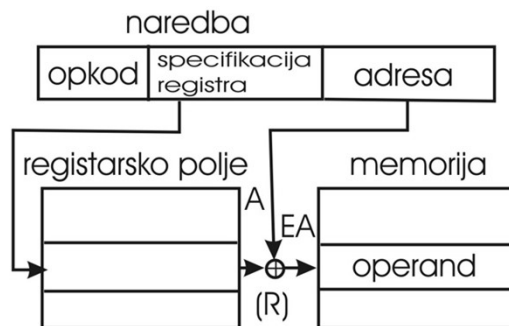 naredba
opkod
specifikacija
registra
adresa
registarsko polje
memorija
A
EA
operand
(R)